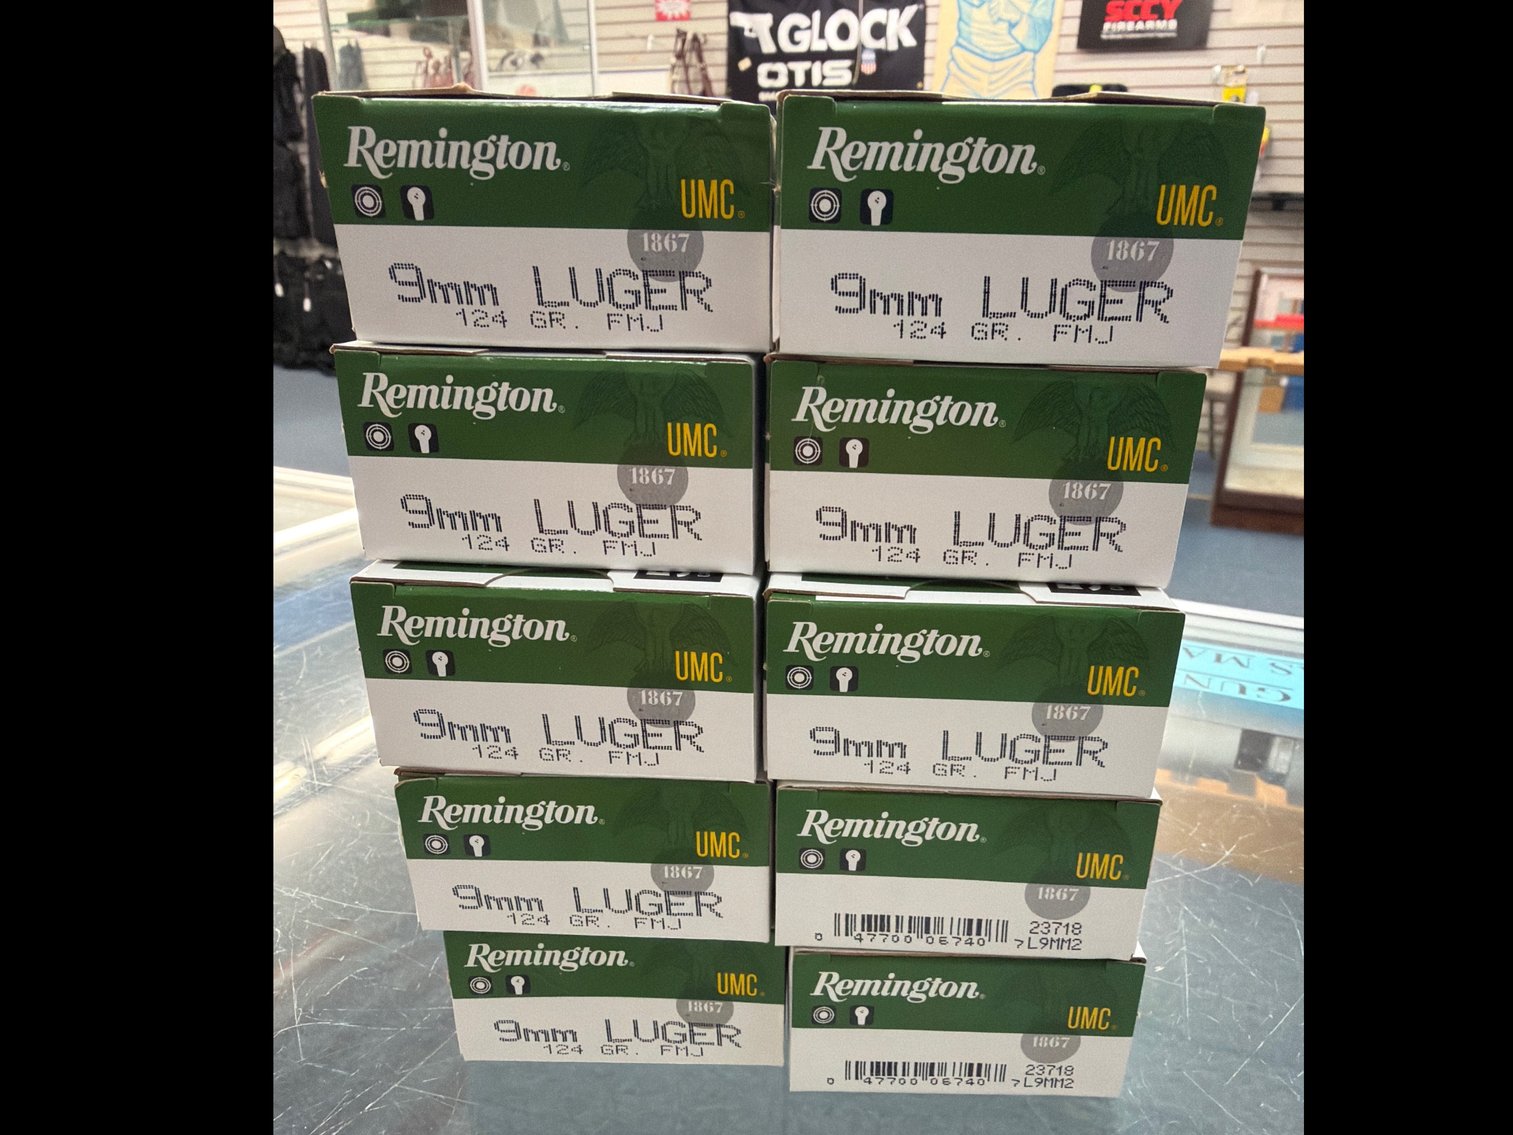 GLOCK
OTIS
SCCY
FIREARMS
Remington®
UMC®
1867
9mm LUGER
124 GR. FMJ
Remington®
UMC®
1867
9mm LUGER
124 GR. FMJ
Remington®
UMC®
1867
9mm LUGER
124 GR. FMJ
Remington®
UMC®
1867
9mm LUGER
124 GR. FMJ
Remington®
UMC®
1867
9mm LUGER
124 GR. FMJ
Remington®
UMC®
1867
9mm LUGER
124 GR. FMJ
Remington®
UMC®
1867
9mm LUGER
124 GR. FMJ
Remington®
UMC®
1867
23718
0 47700 06740 7 L9MM2
Remington®
UMC®
1867
9mm LUGER
124 GR. FMJ
Remington®
UMC®
1867
23718
0 47700 06740 7 L9MM2
GUN